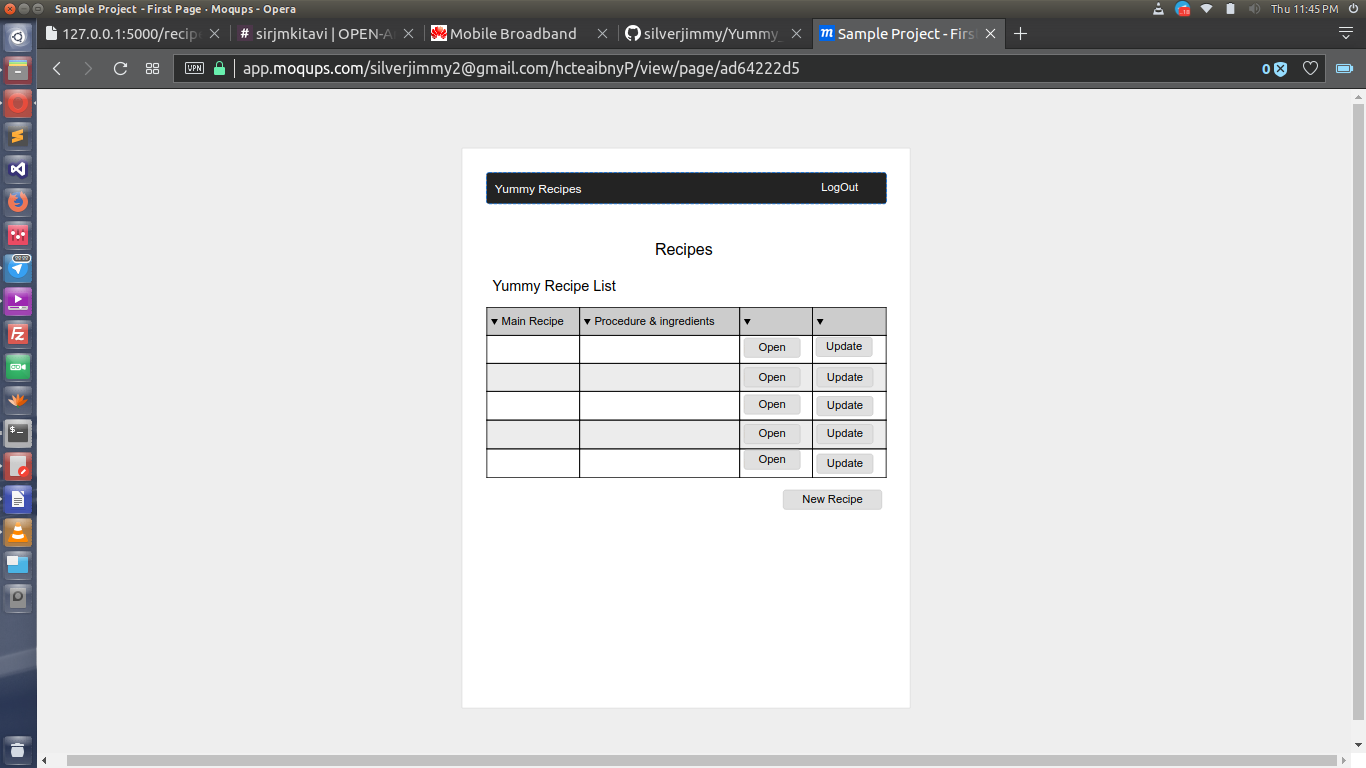 Sample Project - First Page · Moqups - Opera
Thu 11:45 PM
127.0.0.1:5000/recip
sirjmkitavi | OPEN-A
Mobile Broadband
silverjimmy/Yummy_
Sample Project - Firs
VPN
app.moqups.com/silverjimmy2@gmail.com/hcteaibnyP/view/page/ad64222d5
0
Yummy Recipes
LogOut
Recipes
Yummy Recipe List
Main Recipe Procedure & ingredients
Open Update
Open Update
Open Update
Open Update
Open Update
New Recipe